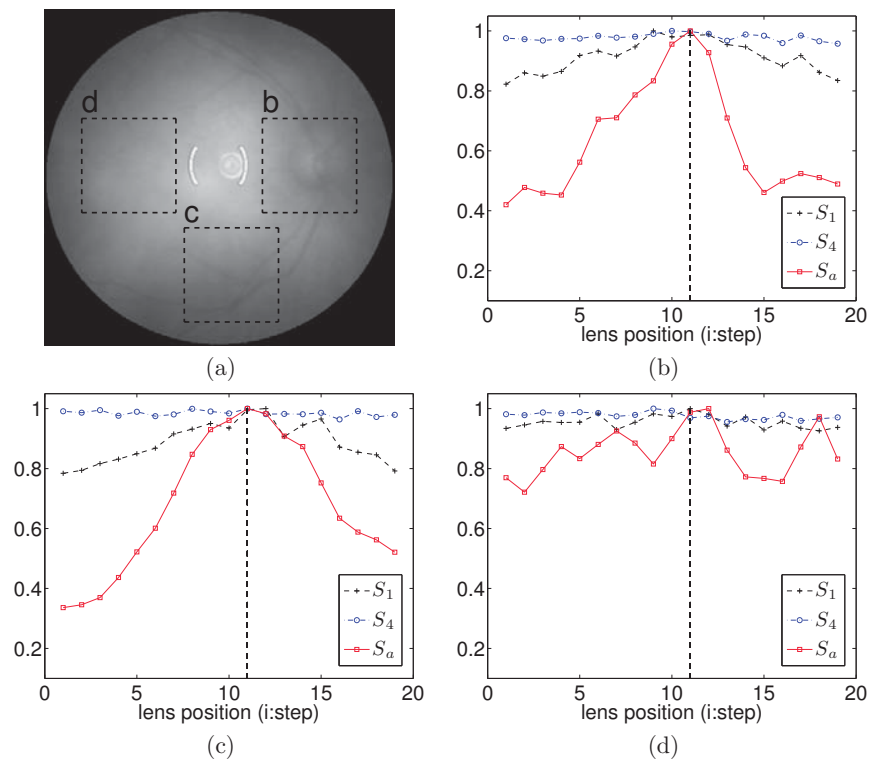 d
b
c
(a)
1
0.8
0.6
0.4
0.2
0
5
10
15
20
lens position (i:step)
S₁
S₄
Sₐ
(b)
1
0.8
0.6
0.4
0.2
0
5
10
15
20
lens position (i:step)
S₁
S₄
Sₐ
(c)
1
0.8
0.6
0.4
0.2
0
5
10
15
20
lens position (i:step)
S₁
S₄
Sₐ
(d)